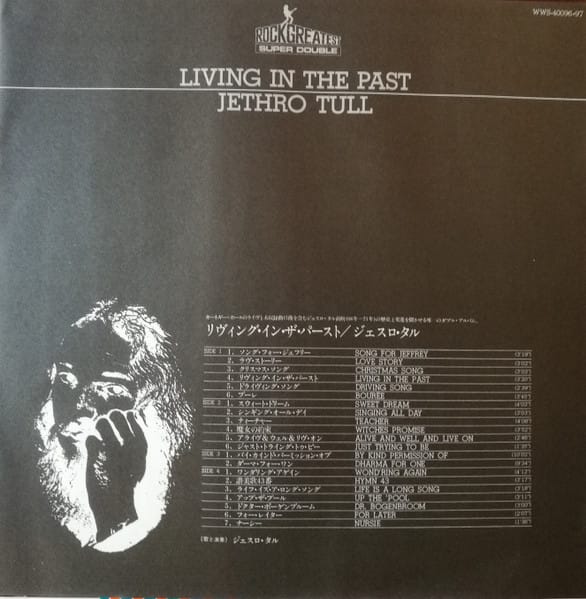 WWS-40096·97
ROCK GREATEST
SUPER DOUBLE
LIVING IN THE PAST
JETHRO TULL
リヴィング・イン・ザ・パースト/ジェスロ・タル
SIDE 1 1. ソング・フォー・ジェフリー SONG FOR JEFFREY (3'19")
2. ラヴ・ストーリー LOVE STORY (3'02")
3. クリスマス・ソング CHRISTMAS SONG
4. リヴィング・イン・ザ・パースト LIVING IN THE PAST
5. ドライヴィング・ソング DRIVING SONG
6. ブーレ BOUREE
SIDE 2 1. スウィート・ドリーム SWEET DREAM
2. シンギング・オール・デイ SINGING ALL DAY
3. ティーチャー TEACHER
4. 魔女の約束 WITCHES PROMISE
5. アライヴ&ウェル&リヴ・オン ALIVE AND WELL AND LIVE ON
6. ジャスト・トライング・トゥ・ビー JUST TRYING TO BE
SIDE 3 1. バイ・カインド・パーミッション・オブ BY KIND PERMISSION OF
2. ダーマ・フォー・ワン DHARMA FOR ONE
SIDE 4 1. ワンダリング・アゲイン WOND'RING AGAIN
2. 讃美歌43番 HYMN 43
3. ライフ・イズ・ア・ロング・ソング LIFE IS A LONG SONG
4. アップ・ザ・プール UP THE 'POOL
5. ドクター・ボーゲンブルーム DR. BOGENBROOM
6. フォー・レイター FOR LATER
7. ナーシー NURSIE
(歌と演奏) ジェスロ・タル